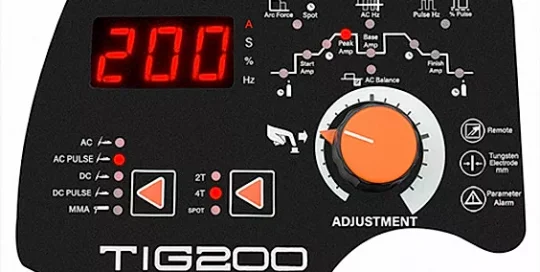 Arc Force
Spot
AC Hz
Pulse Hz
% Pulse
200
A
S
%
Hz
Start Amp
Peak Amp
Base Amp
Finish Amp
AC Balance
AC
AC PULSE
DC
DC PULSE
MMA
2T
4T
SPOT
Remote
Tungsten
Electrode
mm
Parameter
Alarm
ADJUSTMENT
TIG200